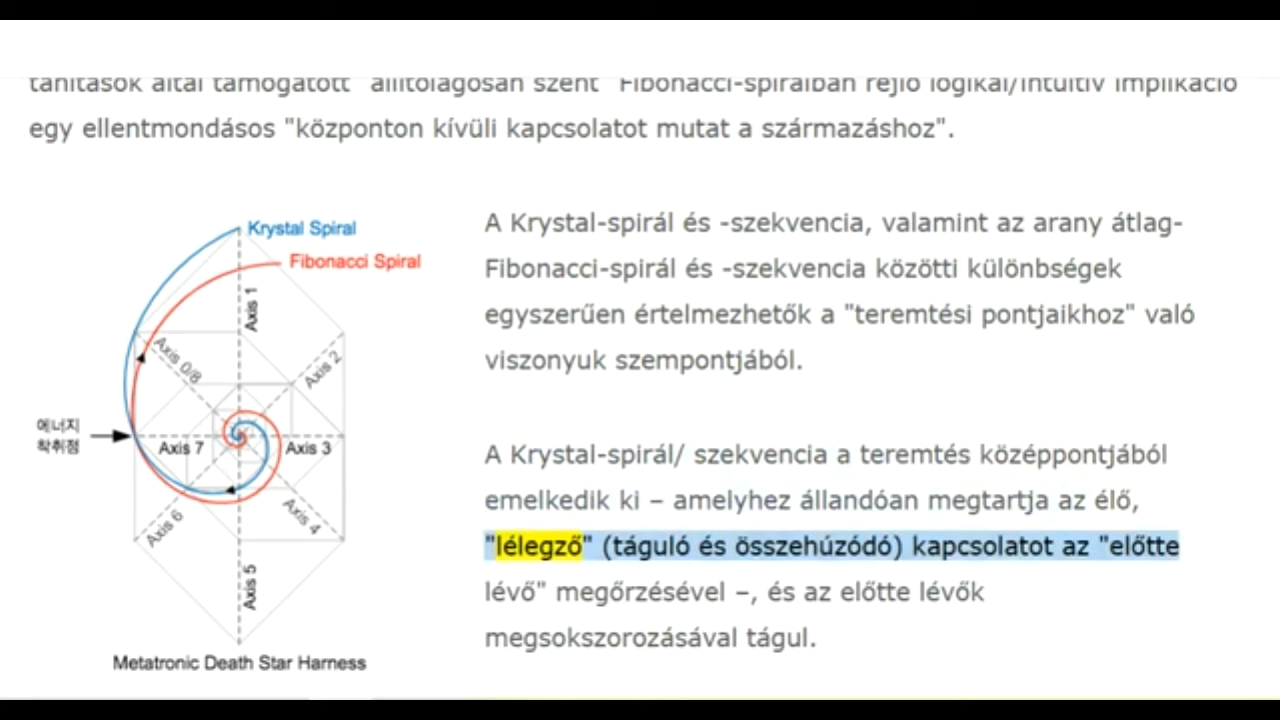 tanítások által támogatott "állítólagosan szent" Fibonacci-spirálban rejlő logikai/intuitív implikáció
egy ellentmondásos "központon kívüli kapcsolatot mutat a származáshoz".
Krystal Spiral
Fibonacci Spiral
Axis 1
Axis 0/8
Axis 2
에너지
착취점
Axis 7
Axis 3
Axis 6
Axis 4
Axis 5
Metatronic Death Star Harness
A Krystal-spirál és -szekvencia, valamint az arany átlag-
Fibonacci-spirál és -szekvencia közötti különbségek
egyszerűen értelmezhetők a "teremtési pontjaikhoz" való
viszonyuk szempontjából.
A Krystal-spirál/ szekvencia a teremtés középpontjából
emelkedik ki – amelyhez állandóan megtartja az élő,
"lélegző" (táguló és összehúzódó) kapcsolatot az "előtte
lévő" megőrzésével –, és az előtte lévők
megsokszorozásával tágul.